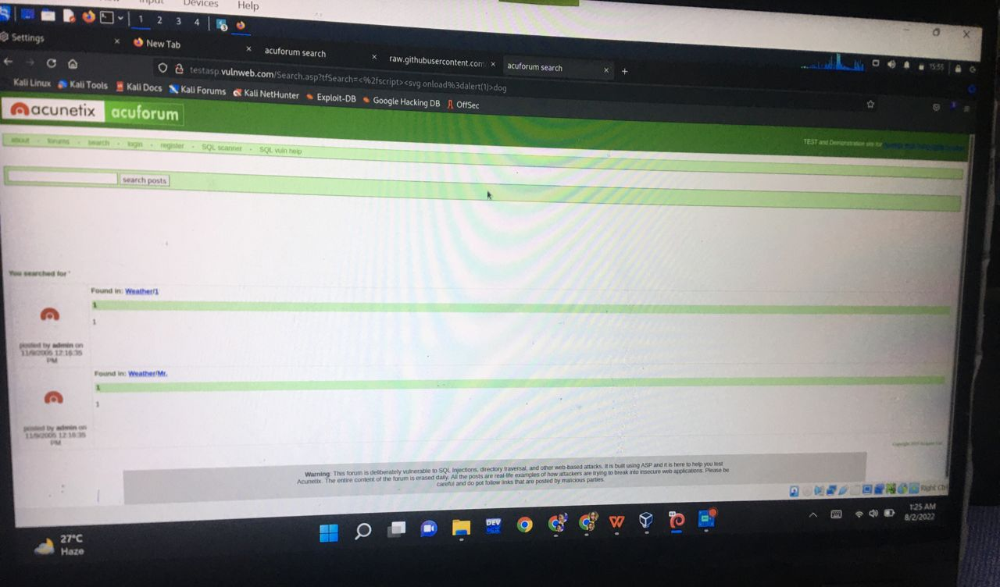 Input Devices Help
1 2 3 4
15:55
Settings
New Tab
acuforum search
raw.githubusercontent.com
acuforum search
testasp.vulnweb.com/Search.asp?tfSearch=<%2fscript><svg onload%3dalert(1)>dog
Kali Linux Kali Tools Kali Docs Kali Forums Kali NetHunter Exploit-DB Google Hacking DB OffSec
acunetix acuforum
TEST and Demonstration site for
about - forums - search - login - register - SQL scanner - SQL vuln help
search posts
You searched for '
Found in: Weather/1
1
1
posted by admin on
11/9/2005 12:16:35
PM
Found in: Weather/Mr.
1
1
posted by admin on
11/9/2005 12:16:35
PM
Warning: This forum is deliberately vulnerable to SQL Injections, directory traversal, and other web-based attacks. It is built using ASP and it is here to help you test
Acunetix. The entire content of the forum is erased daily. All the posts are real-life examples of how attackers are trying to break into insecure web applications. Please be
careful and do not follow links that are posted by malicious parties.
Right Ctrl
DEV
1:25 AM
8/2/2022
27°C
Haze